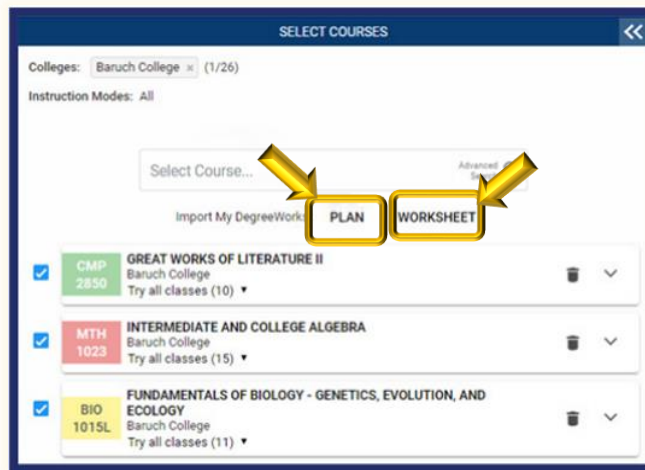 SELECT COURSES
Colleges: Baruch College × (1/26)
Instruction Modes: All
Select Course...
Advanced
Import My DegreeWorks PLAN WORKSHEET
CMP
2850
GREAT WORKS OF LITERATURE II
Baruch College
Try all classes (10) ▼
MTH
1023
INTERMEDIATE AND COLLEGE ALGEBRA
Baruch College
Try all classes (15) ▼
BIO
1015L
FUNDAMENTALS OF BIOLOGY - GENETICS, EVOLUTION, AND
ECOLOGY
Baruch College
Try all classes (11) ▼